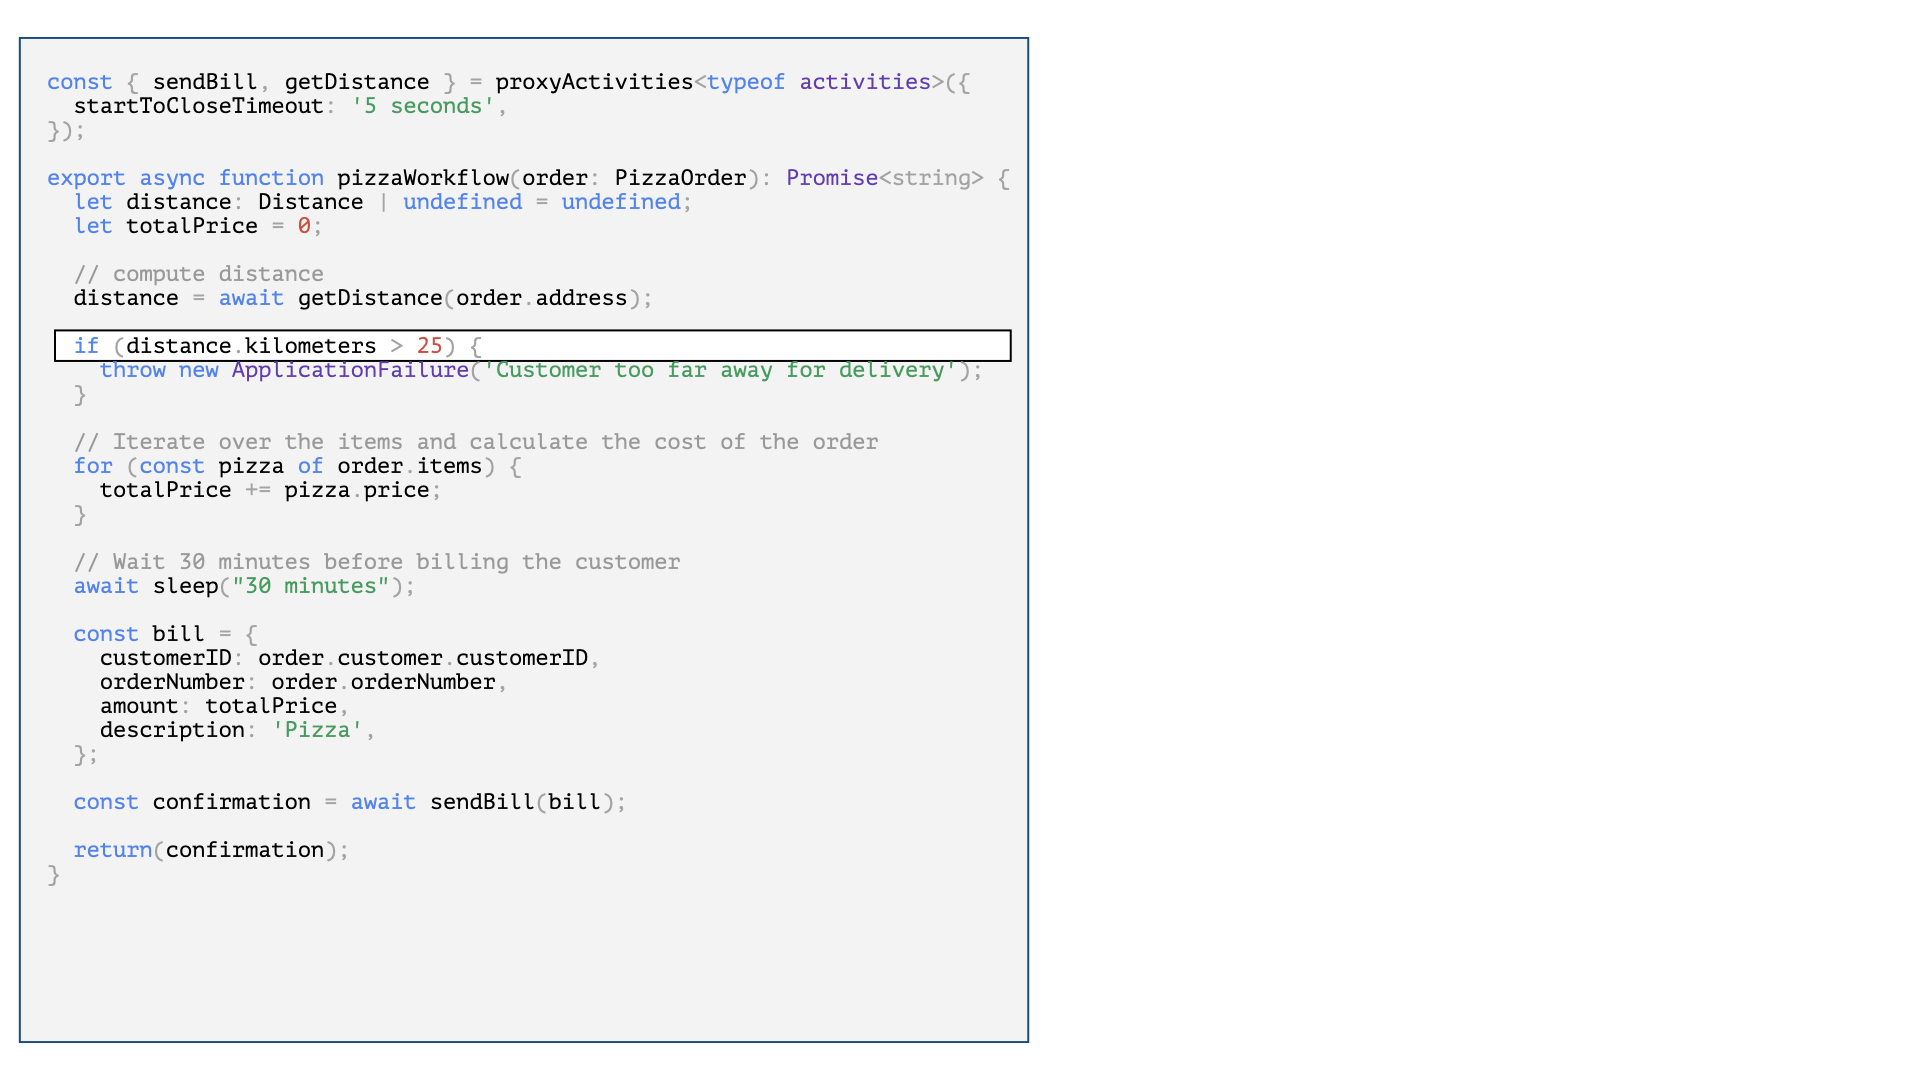 const { sendBill, getDistance } = proxyActivities<typeof activities>({
  startToCloseTimeout: '5 seconds',
});
export async function pizzaWorkflow(order: PizzaOrder): Promise<string> {
  let distance: Distance | undefined = undefined;
  let totalPrice = 0;
  // compute distance
  distance = await getDistance(order.address);
  if (distance.kilometers > 25) {
    throw new ApplicationFailure('Customer too far away for delivery');
  }
  // Iterate over the items and calculate the cost of the order
  for (const pizza of order.items) {
    totalPrice += pizza.price;
  }
  // Wait 30 minutes before billing the customer
  await sleep("30 minutes");
  const bill = {
    customerID: order.customer.customerID,
    orderNumber: order.orderNumber,
    amount: totalPrice,
    description: 'Pizza',
  };
  const confirmation = await sendBill(bill);
  return(confirmation);
}